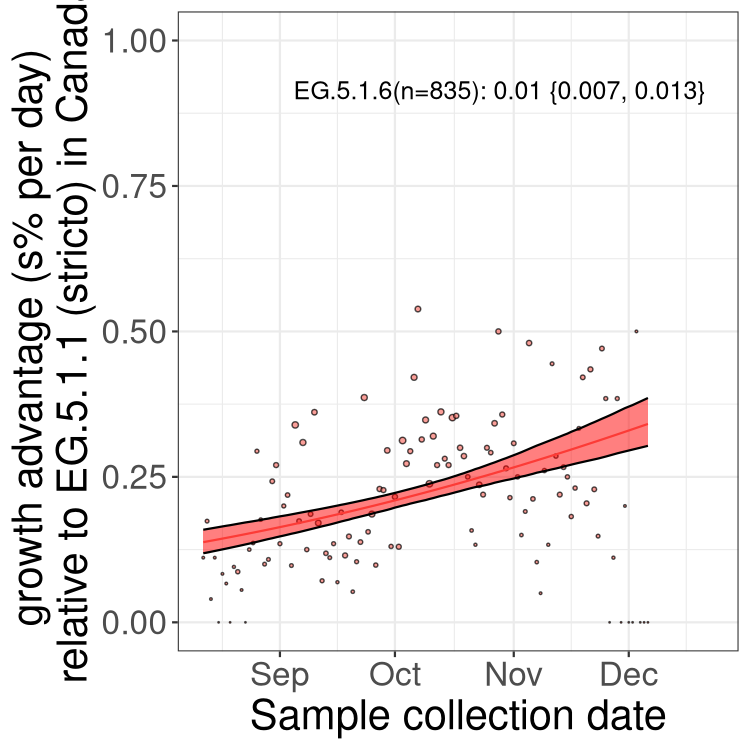 growth advantage (s% per day)
relative to EG.5.1.1 (stricto) in Canada
1.00
0.75
0.50
0.25
0.00
EG.5.1.6(n=835): 0.01 {0.007, 0.013}
Sep Oct Nov Dec
Sample collection date